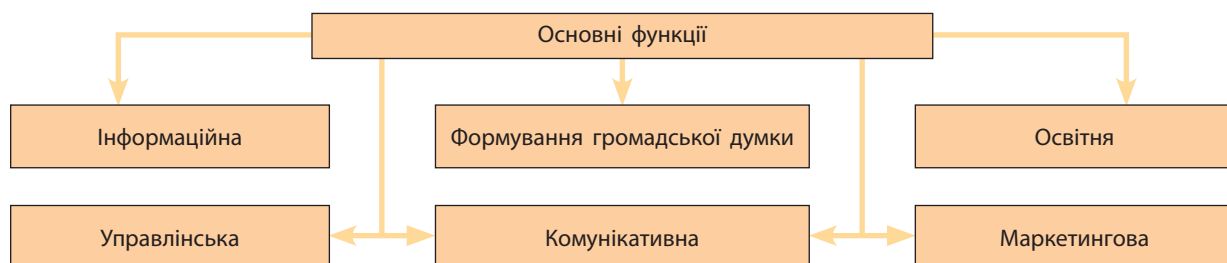 Основні функції
Інформаційна
Формування громадської думки
Освітня
Управлінська
Комунікативна
Маркетингова